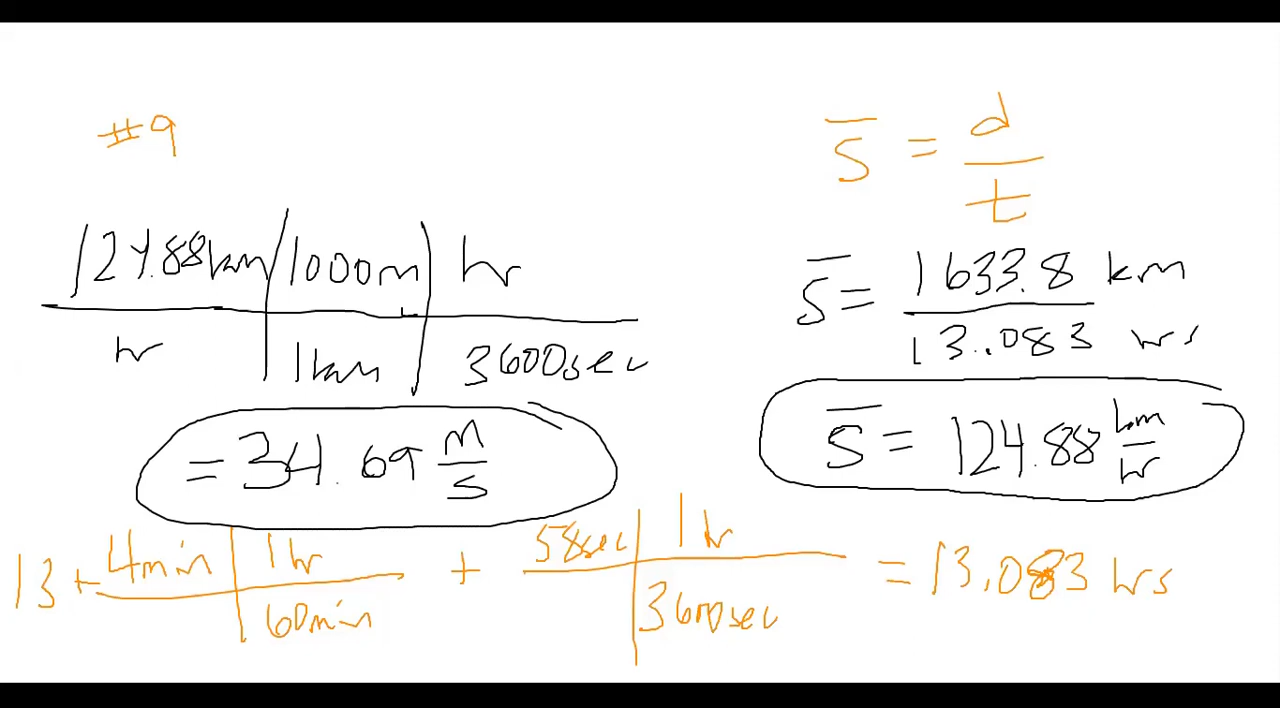 #9
s̅ = d/t
124.88km | 1000m | hr
hr | 1km | 3600sec
s̅ = 1633.8 km / 13.083 hrs
= 34.69 m/s
s̅ = 124.88 km/hr
13 + 4min | 1hr + 58sec | 1hr = 13.083 hrs
60min 3600sec